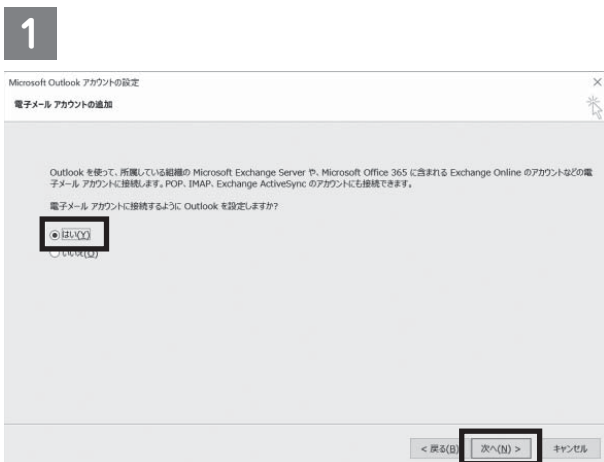 1
Microsoft Outlook アカウントの設定
電子メール アカウントの追加
Outlook を使って、所属している組織の Microsoft Exchange Server や、Microsoft Office 365 に含まれる Exchange Online のアカウントなどの電
子メール アカウントに接続します。POP、IMAP、Exchange ActiveSync のアカウントにも接続できます。
電子メール アカウントに接続するように Outlook を設定しますか?
はい(Y)
いいえ(O)
< 戻る(B) 次へ(N) > キャンセル